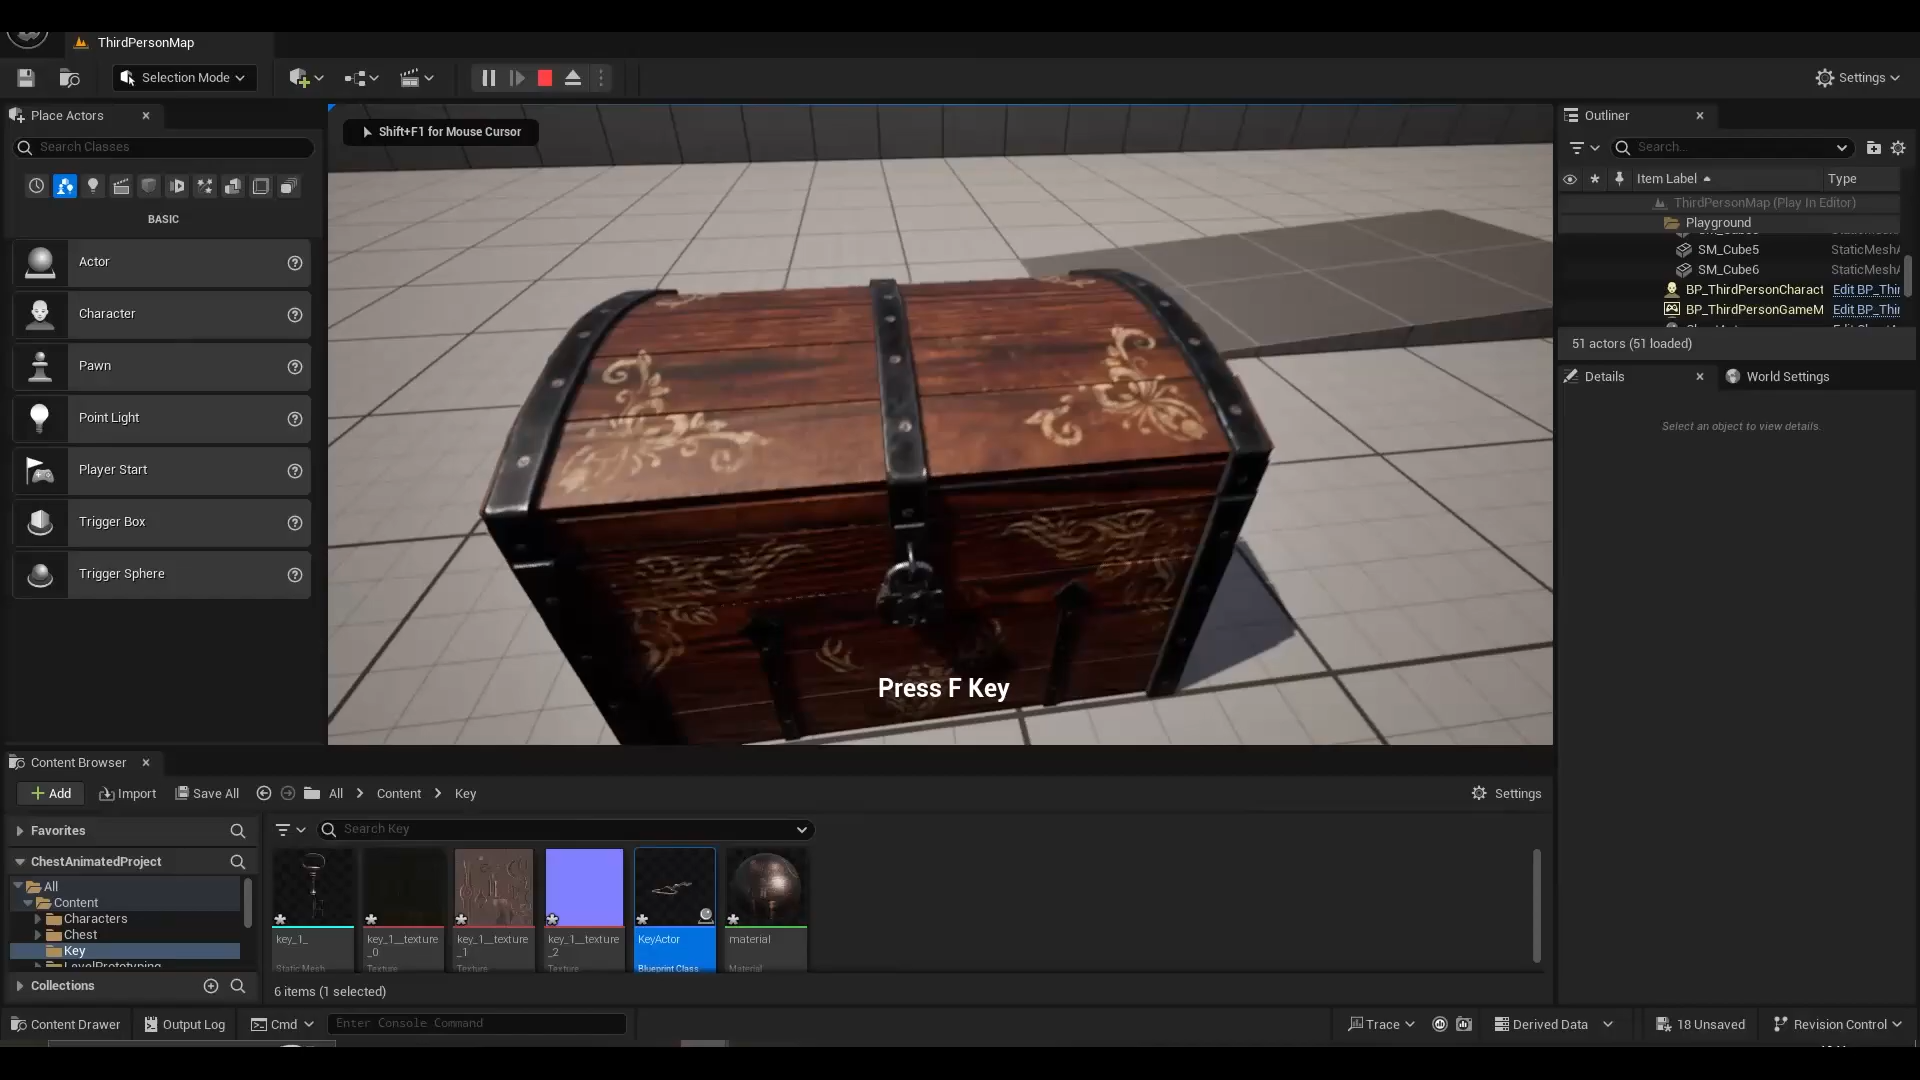 ThirdPersonMap
Selection Mode
Settings
Place Actors
Search Classes
BASIC
Actor
Character
Pawn
Point Light
Player Start
Trigger Box
Trigger Sphere
Shift+F1 for Mouse Cursor
Press F Key
Outliner
Search...
Item Label
Type
ThirdPersonMap (Play In Editor)
Playground
SM_Cube5 StaticMeshA
SM_Cube6 StaticMeshA
BP_ThirdPersonCharact Edit BP_Thir
BP_ThirdPersonGameM Edit BP_Thir
51 actors (51 loaded)
Details
World Settings
Select an object to view details.
Content Browser
Add
Import
Save All
All
Content
Key
Settings
Favorites
Search Key
ChestAnimatedProject
All
Content
Characters
Chest
Key
LevelPrototyping
Collections
key_1_
Static Mesh
key_1__texture
_0
Texture
key_1__texture
_1
Texture
key_1__texture
_2
Texture
KeyActor
Blueprint Class
material
Material
6 items (1 selected)
Content Drawer
Output Log
Cmd
Enter Console Command
Trace
Derived Data
18 Unsaved
Revision Control